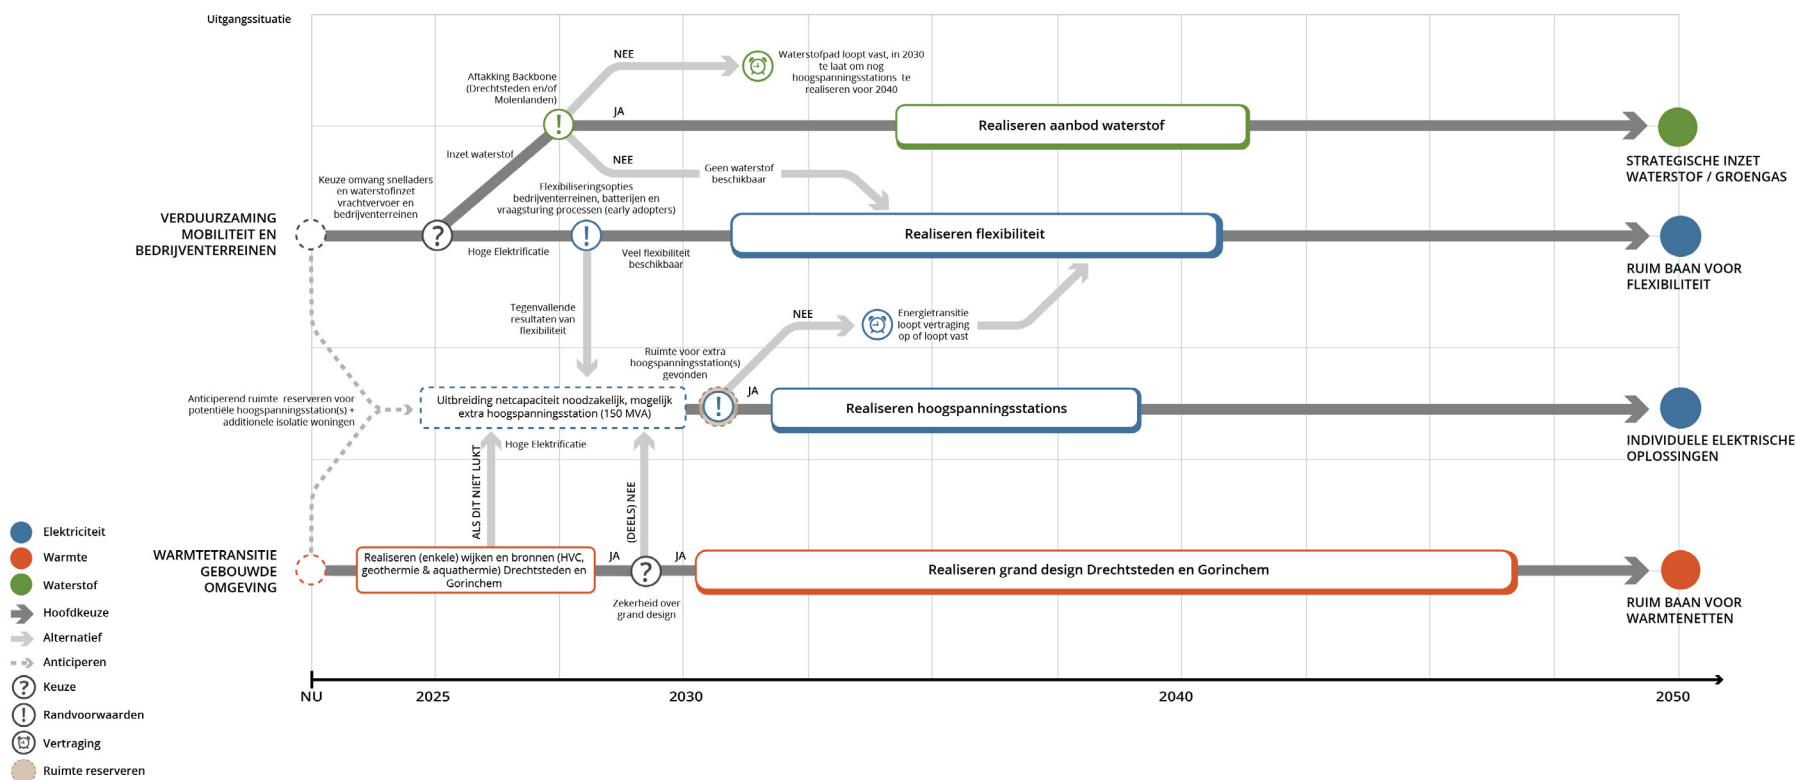 Uitgangssituatie
NEE
Waterstofpad loopt vast, in 2030
te laat om nog
hoogspanningsstations te
realiseren voor 2040
Aftakking Backbone
(Drechtsteden en/of
Molenlanden)
!
JA
Realiseren aanbod waterstof
STRATEGISCHE INZET
WATERSTOF / GROENGAS
Inzet waterstof
NEE
Geen waterstof
beschikbaar
Keuze omvang snelladers
en waterstofinzet
vrachtvervoer en
bedrijventerreinen
Flexibiliseringsopties
bedrijventerreinen, batterijen en
vraagsturing processen (early adopters)
VERDUURZAMING
MOBILITEIT EN
BEDRIJVENTERREINEN
?
Hoge Elektrificatie
!
Veel flexibiliteit
beschikbaar
Realiseren flexibiliteit
RUIM BAAN VOOR
FLEXIBILITEIT
Tegenvallende
resultaten van
flexibiliteit
NEE
Energietransitie
loopt vertraging
op of loopt vast
Ruimte voor extra
hoogspanningsstation(s)
gevonden
Anticiperend ruimte reserveren voor
potentiële hoogspanningsstation(s) +
additionele isolatie woningen
Uitbreiding netcapaciteit noodzakelijk, mogelijk
extra hoogspanningsstation (150 MVA)
!
JA
Realiseren hoogspanningsstations
INDIVIDUELE ELEKTRISCHE
OPLOSSINGEN
Hoge Elektrificatie
ALS DIT NIET LUKT
(DEELS) NEE
WARMTETRANSITIE
GEBOUWDE
OMGEVING
Realiseren (enkele) wijken en bronnen (HVC,
geothermie & aquathermie) Drechtsteden en
Gorinchem
JA
?
JA
Zekerheid over
grand design
Realiseren grand design Drechtsteden en Gorinchem
RUIM BAAN VOOR
WARMTENETTEN
Elektriciteit
Warmte
Waterstof
Hoofdkeuze
Alternatief
Anticiperen
? Keuze
! Randvoorwaarden
Vertraging
Ruimte reserveren
NU 2025 2030 2040 2050